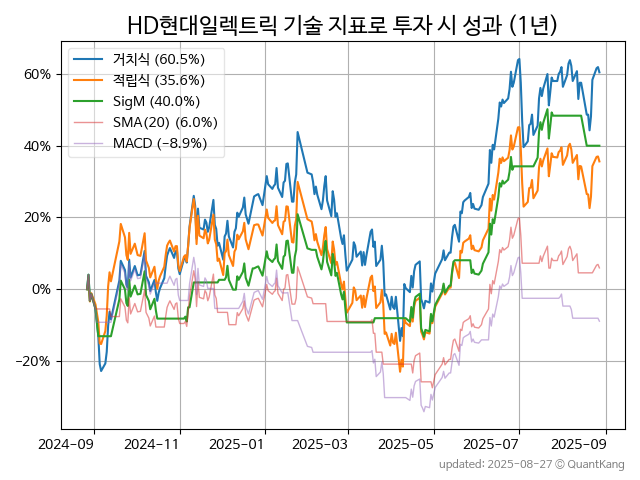 HD현대일렉트릭 기술 지표로 투자 시 성과 (1년)
거치식 (60.5%)
적립식 (35.6%)
SigM (40.0%)
SMA(20) (6.0%)
MACD (−8.9%)
60%
40%
20%
0%
−20%
2024-09 2024-11 2025-01 2025-03 2025-05 2025-07 2025-09
updated: 2025-08-27 © QuantKang